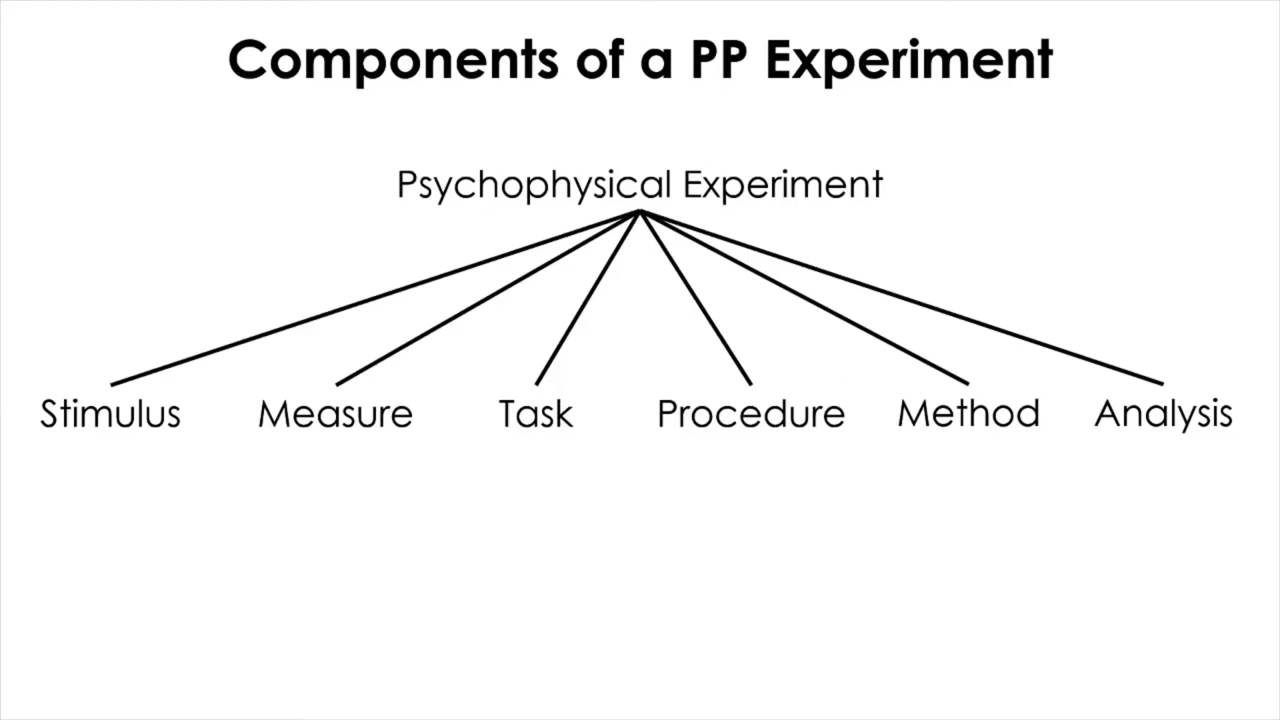 Components of a PP Experiment
Psychophysical Experiment
Stimulus Measure Task Procedure Method Analysis